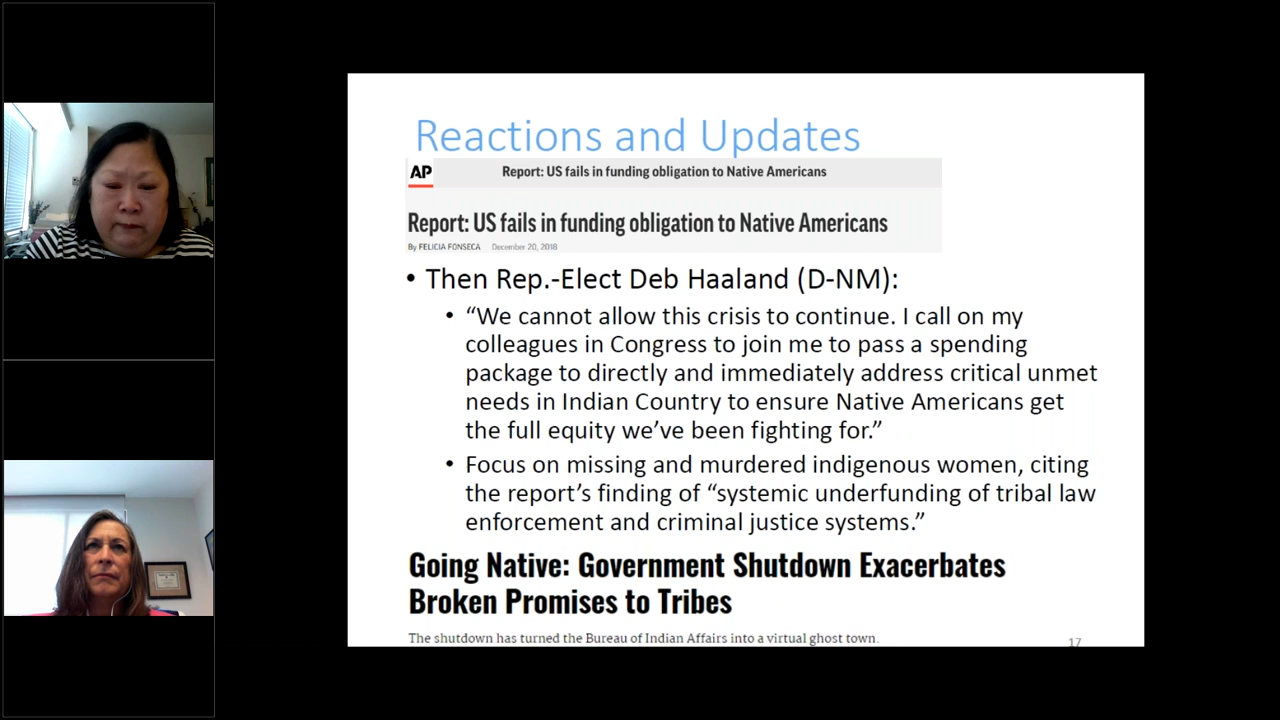 Reactions and Updates
AP Report: US fails in funding obligation to Native Americans
Report: US fails in funding obligation to Native Americans
By FELICIA FONSECA December 20, 2018
• Then Rep.-Elect Deb Haaland (D-NM):
• “We cannot allow this crisis to continue. I call on my
colleagues in Congress to join me to pass a spending
package to directly and immediately address critical unmet
needs in Indian Country to ensure Native Americans get
the full equity we’ve been fighting for.”
• Focus on missing and murdered indigenous women, citing
the report’s finding of “systemic underfunding of tribal law
enforcement and criminal justice systems.”
Going Native: Government Shutdown Exacerbates
Broken Promises to Tribes
The shutdown has turned the Bureau of Indian Affairs into a virtual ghost town.
17